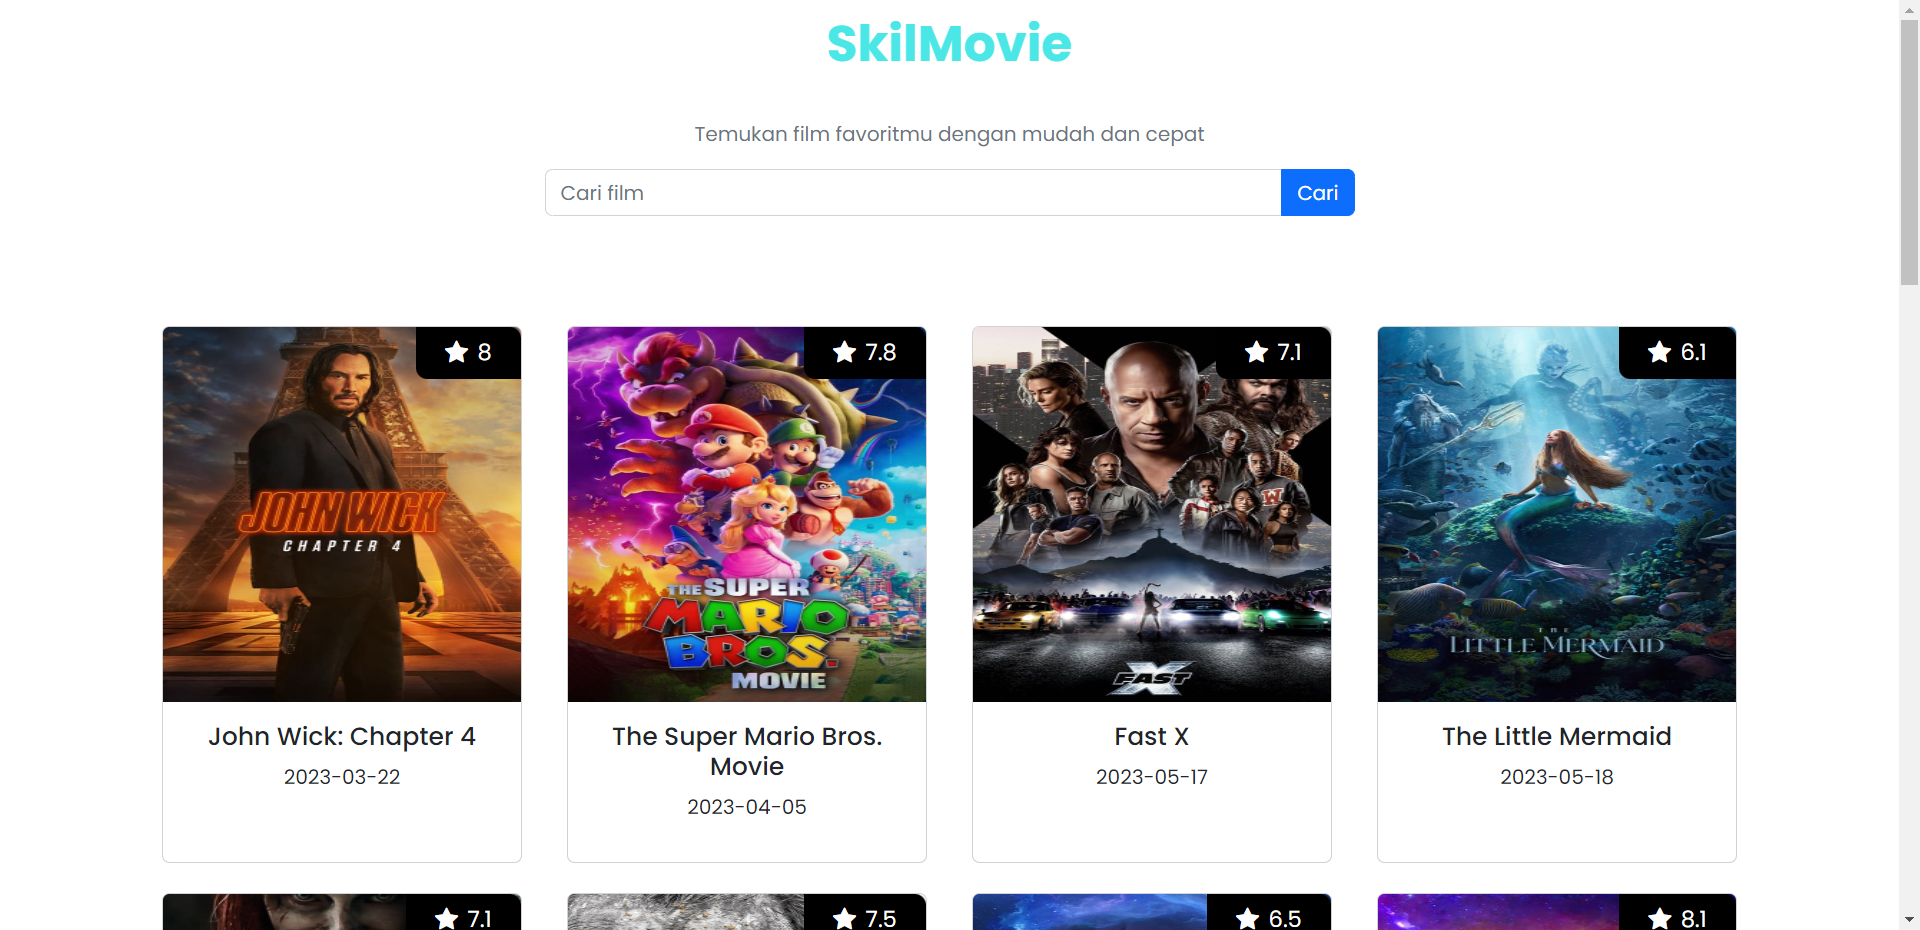 SkilMovie
Temukan film favoritmu dengan mudah dan cepat
Cari film
Cari
8
JOHN WICK
CHAPTER 4
John Wick: Chapter 4
2023-03-22
7.8
THE SUPER
MARIO
BROS.
MOVIE
The Super Mario Bros.
Movie
2023-04-05
7.1
W
FAST X
Fast X
2023-05-17
6.1
THE
LITTLE MERMAID
The Little Mermaid
2023-05-18
7.1
7.5
6.5
8.1